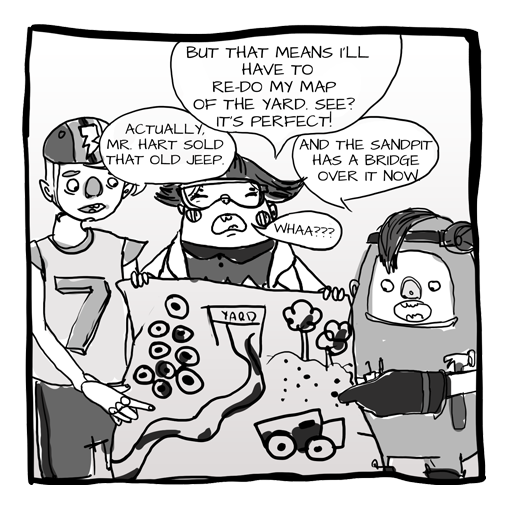 BUT THAT MEANS I'LL
HAVE TO
RE-DO MY MAP
OF THE YARD. SEE?
IT'S PERFECT!
ACTUALLY,
MR. HART SOLD
THAT OLD JEEP.
AND THE SANDPIT
HAS A BRIDGE
OVER IT NOW
WHAA???
7
YARD